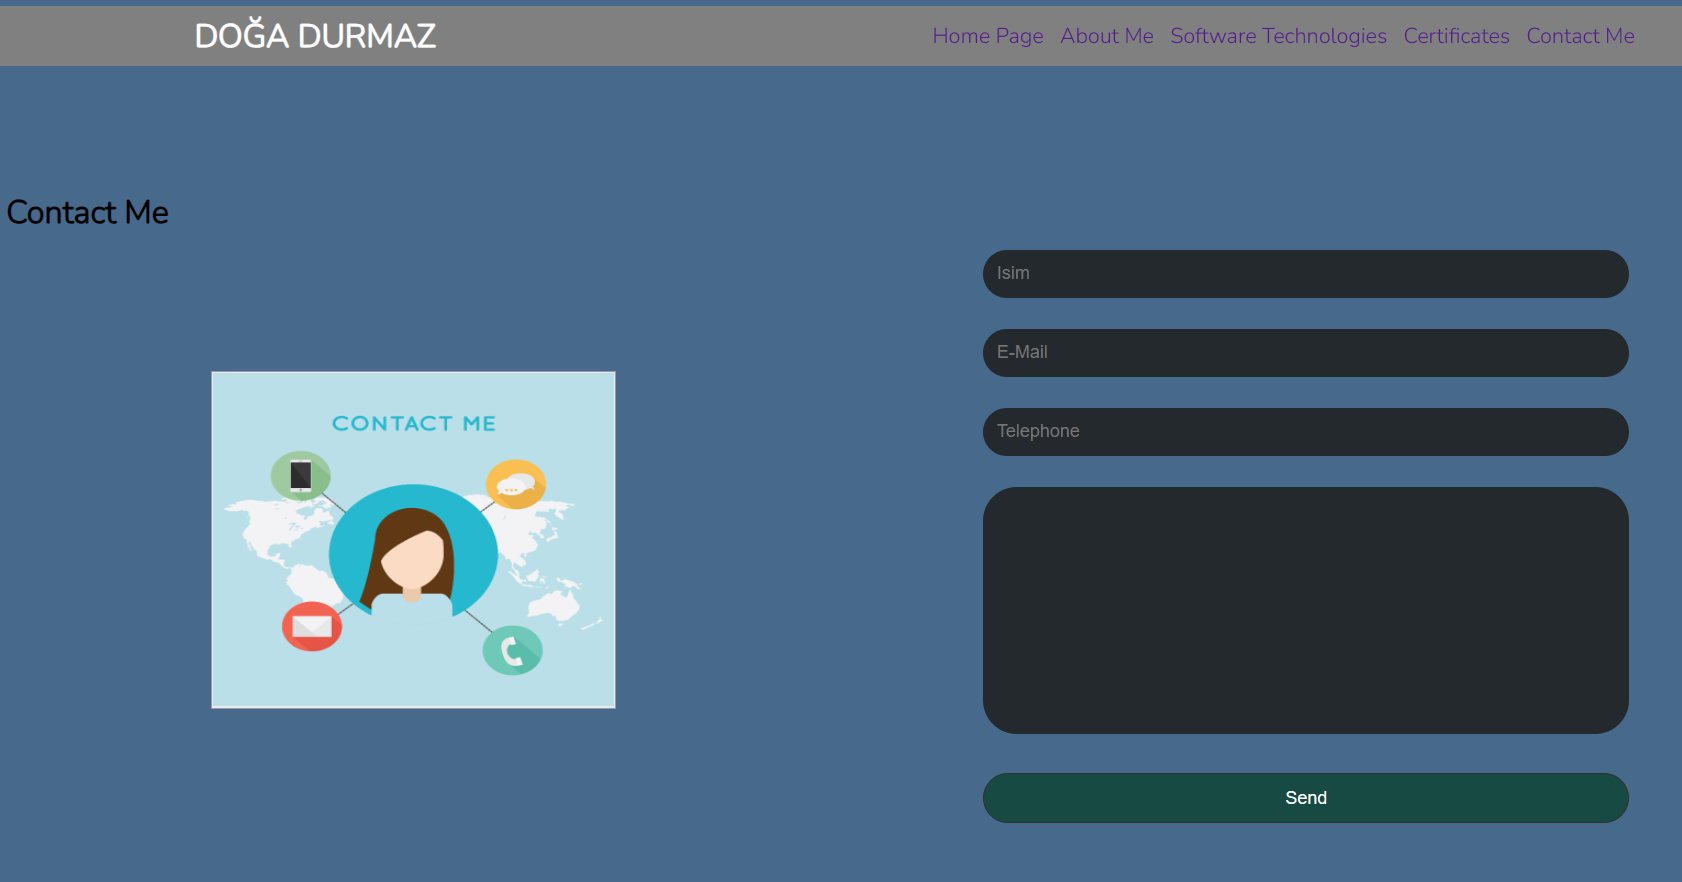 DOĞA DURMAZ
Home Page About Me Software Technologies Certificates Contact Me
Contact Me
CONTACT ME
Isim
E-Mail
Telephone
Send